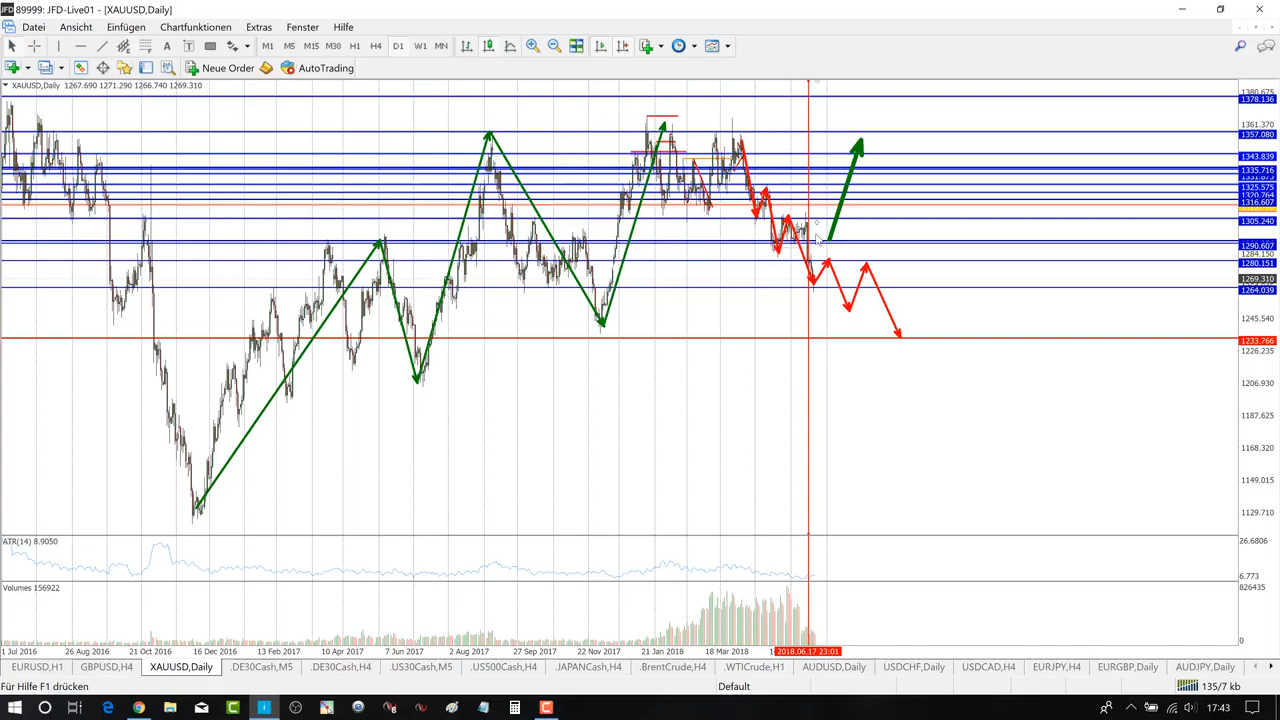 JFD 89999: JFD-Live01 - [XAUUSD,Daily]
Datei Ansicht Einfügen Chartfunktionen Extras Fenster Hilfe
A T M1 M5 M15 M30 H1 H4 D1 W1 MN
Neue Order AutoTrading
XAUUSD,Daily 1267.690 1271.290 1266.740 1269.310
1380.675
1378.136
1361.370
1357.080
1343.839
1335.716
1325.575
1320.764
1316.607
1305.240
1290.607
1284.150
1280.151
1269.310
1264.039
1245.540
1233.766
1226.235
1206.930
1187.625
1168.320
1149.015
1129.710
ATR(14) 8.9050
26.6806
6.773
Volumes 156922
826435
0
1 Jul 2016 26 Aug 2016 21 Oct 2016 16 Dec 2016 13 Feb 2017 10 Apr 2017 7 Jun 2017 2 Aug 2017 27 Sep 2017 22 Nov 2017 21 Jan 2018 18 Mar 2018 2018.06.17 23:01
EURUSD,H1 GBPUSD,H4 XAUUSD,Daily .DE30Cash,M5 .DE30Cash,H4 .US30Cash,M5 .US500Cash,H4 .JAPANCash,H4 .BrentCrude,H4 .WTICrude,H1 AUDUSD,Daily USDCHF,Daily USDCAD,H4 EURJPY,H4 EURGBP,Daily AUDJPY,Daily
Für Hilfe F1 drücken Default 135/7 kb
17:43